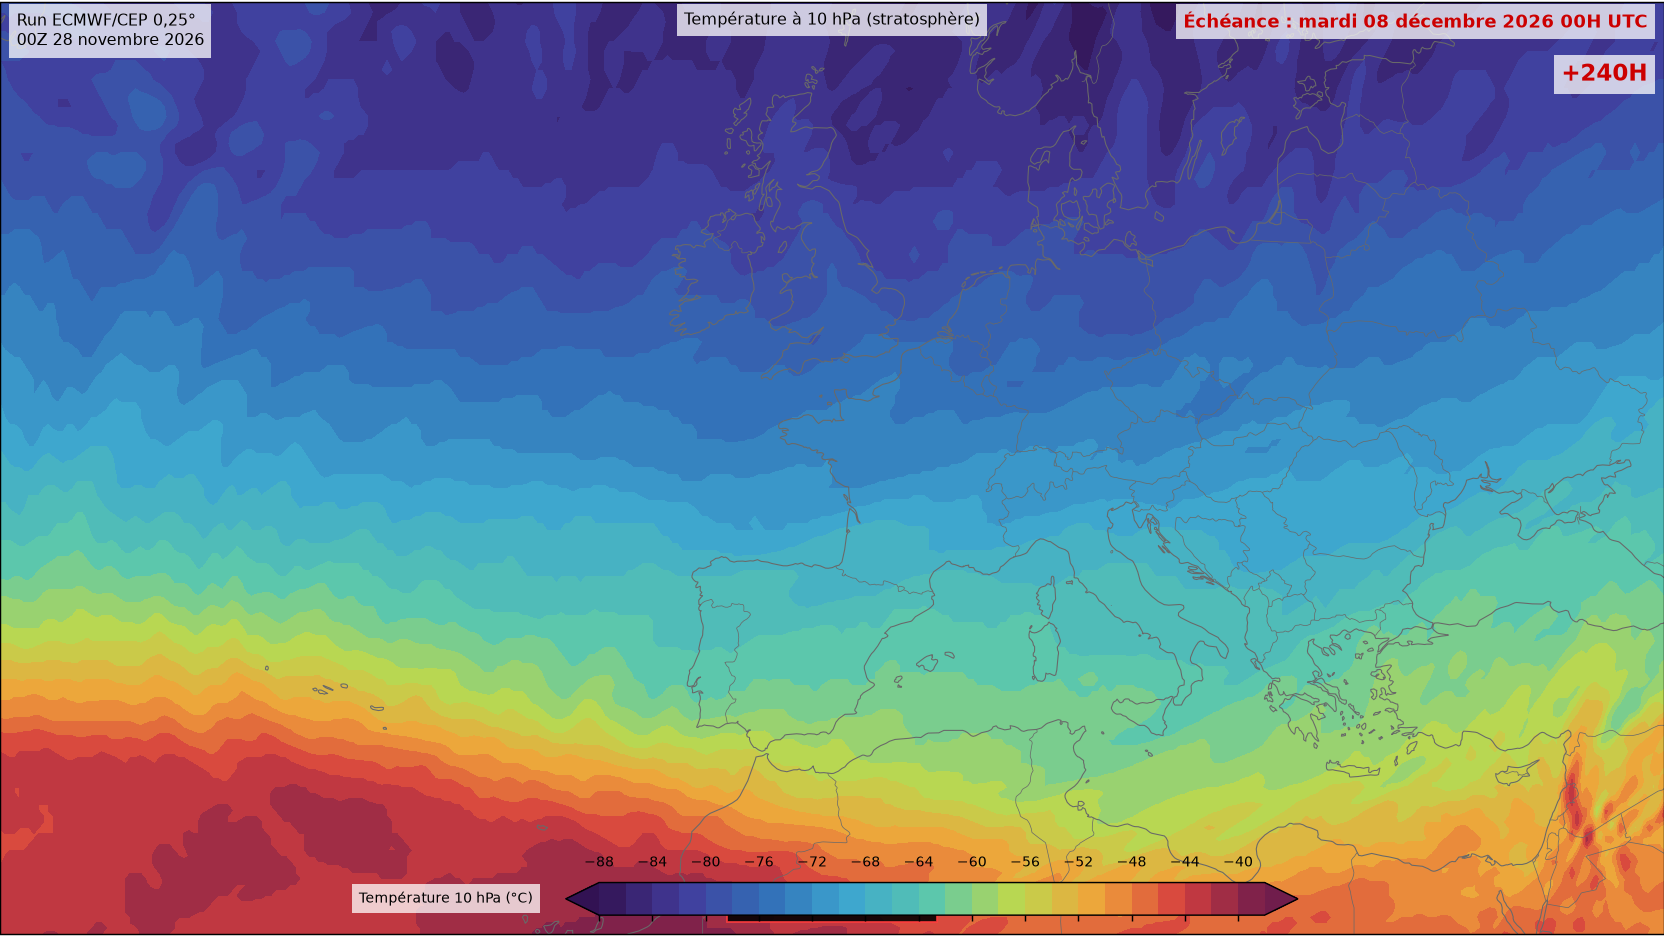 Run ECMWF/CEP 0,25°
00Z 28 novembre 2026
Température à 10 hPa (stratosphère)
Échéance : mardi 08 décembre 2026 00H UTC
+240H
−88 −84 −80 −76 −72 −68 −64 −60 −56 −52 −48 −44 −40
Température 10 hPa (°C)